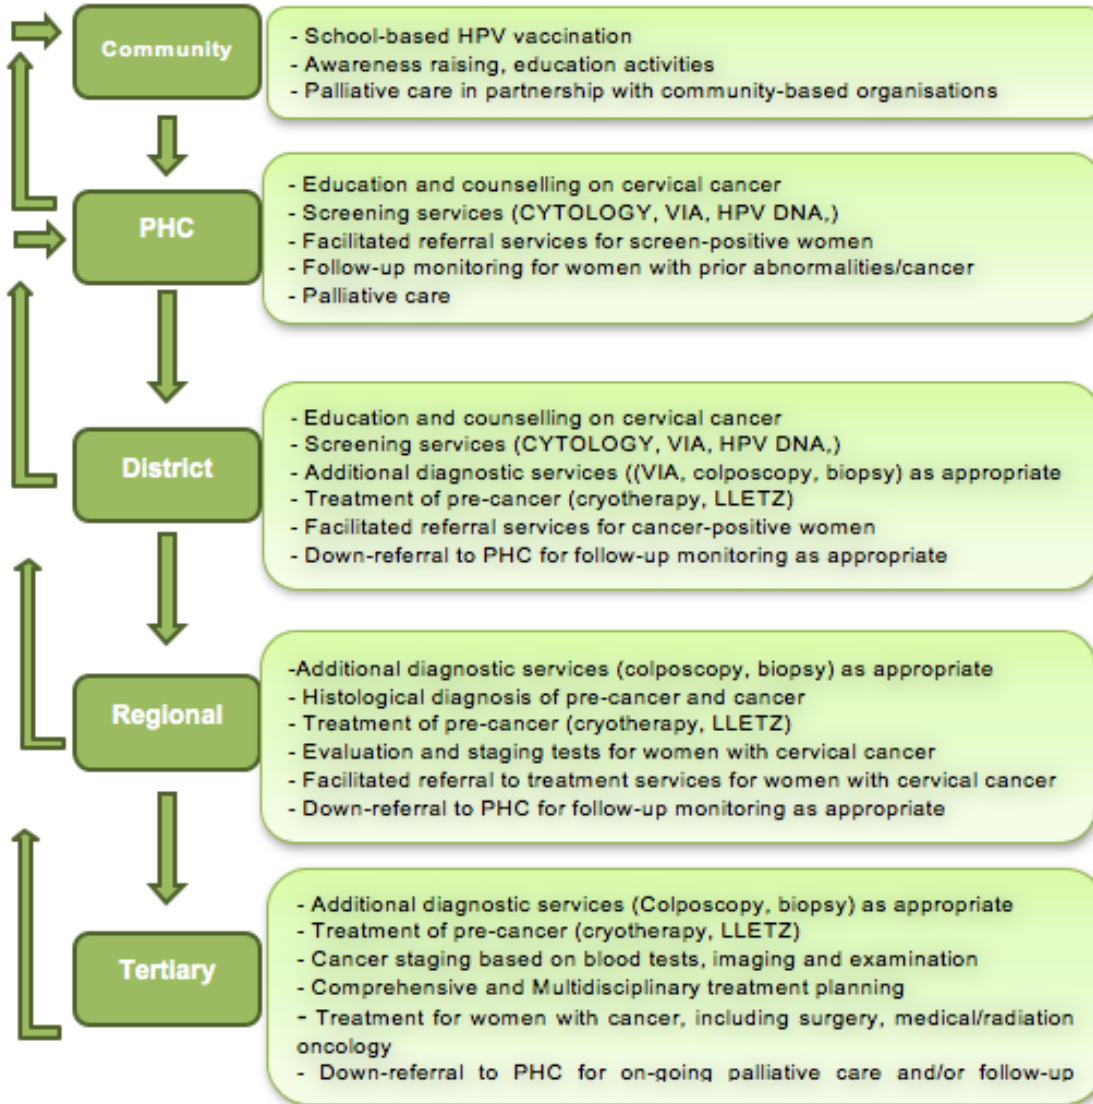 Community
- School-based HPV vaccination
- Awareness raising, education activities
- Palliative care in partnership with community-based organisations
PHC
- Education and counselling on cervical cancer
- Screening services (CYTOLOGY, VIA, HPV DNA,)
- Facilitated referral services for screen-positive women
- Follow-up monitoring for women with prior abnormalities/cancer
- Palliative care
District
- Education and counselling on cervical cancer
- Screening services (CYTOLOGY, VIA, HPV DNA,)
- Additional diagnostic services ((VIA, colposcopy, biopsy) as appropriate
- Treatment of pre-cancer (cryotherapy, LLETZ)
- Facilitated referral services for cancer-positive women
- Down-referral to PHC for follow-up monitoring as appropriate
Regional
-Additional diagnostic services (colposcopy, biopsy) as appropriate
- Histological diagnosis of pre-cancer and cancer
- Treatment of pre-cancer (cryotherapy, LLETZ)
- Evaluation and staging tests for women with cervical cancer
- Facilitated referral to treatment services for women with cervical cancer
- Down-referral to PHC for follow-up monitoring as appropriate
Tertiary
- Additional diagnostic services (Colposcopy, biopsy) as appropriate
- Treatment of pre-cancer (cryotherapy, LLETZ)
- Cancer staging based on blood tests, imaging and examination
- Comprehensive and Multidisciplinary treatment planning
- Treatment for women with cancer, including surgery, medical/radiation
oncology
- Down-referral to PHC for on-going palliative care and/or follow-up